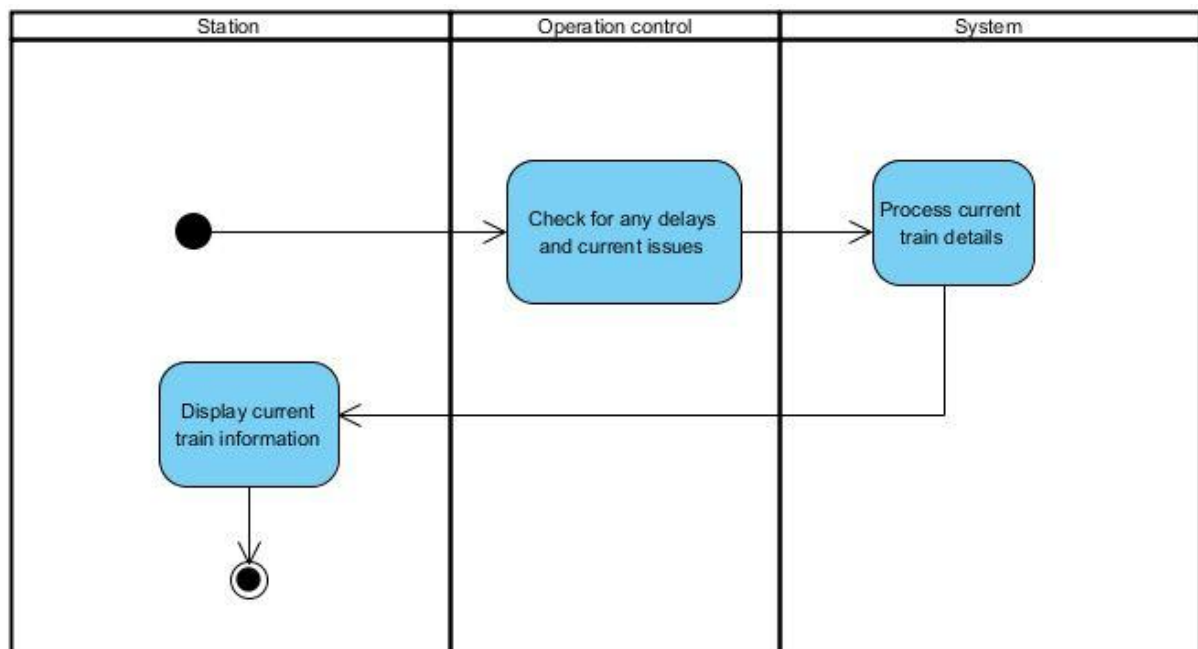 Station
Operation control
System
Check for any delays
and current issues
Process current
train details
Display current
train information